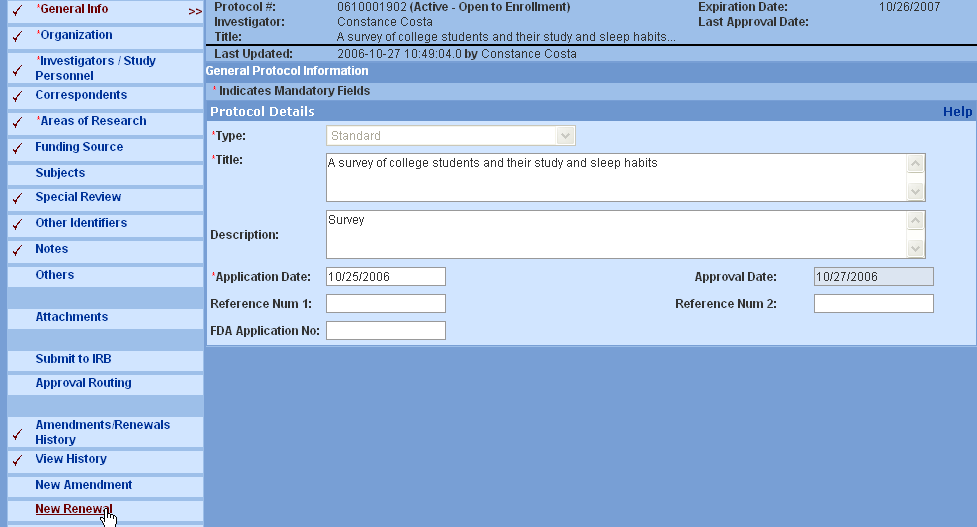 *General Info >>
*Organization
*Investigators / Study
Personnel
Correspondents
*Areas of Research
Funding Source
Subjects
Special Review
Other Identifiers
Notes
Others
Attachments
Submit to IRB
Approval Routing
Amendments/Renewals
History
View History
New Amendment
New Renewal
Protocol #: 0610001902 (Active - Open to Enrollment) Expiration Date: 10/26/2007
Investigator: Constance Costa Last Approval Date:
Title: A survey of college students and their study and sleep habits...
Last Updated: 2006-10-27 10:49:04.0 by Constance Costa
General Protocol Information
* Indicates Mandatory Fields
Protocol Details Help
*Type: Standard
*Title: A survey of college students and their study and sleep habits
Description: Survey
*Application Date: 10/25/2006 Approval Date: 10/27/2006
Reference Num 1: Reference Num 2:
FDA Application No: